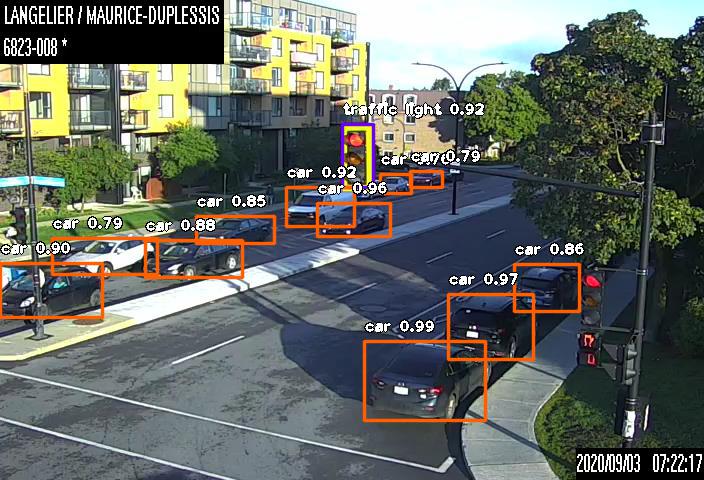 LANGELIER / MAURICE-DUPLESSIS
6823-008 *
traffic light 0.92
car 0.79
car 0.92
car 0.96
car 0.85
car 0.79
car 0.88
car 0.90
car 0.86
car 0.97
car 0.99
2020/09/03 07:22:17